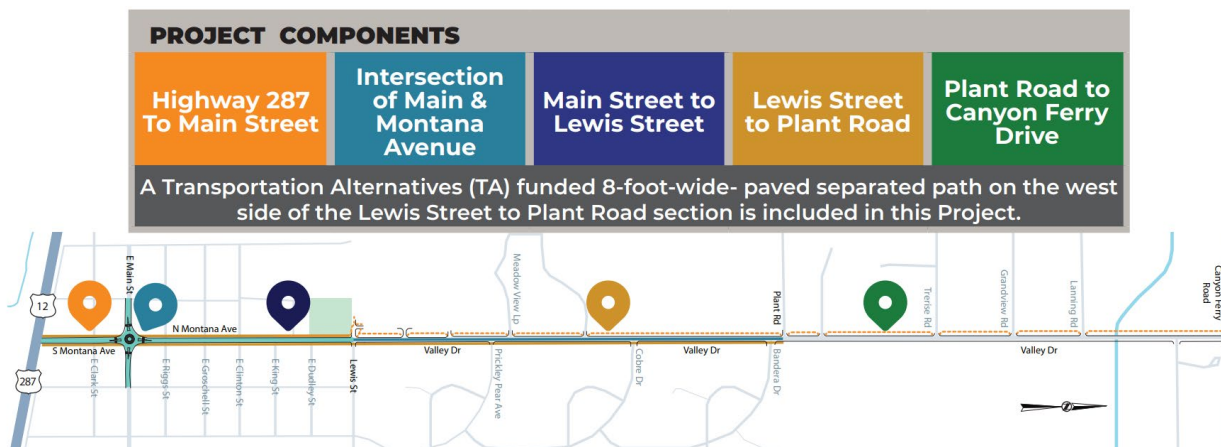 PROJECT COMPONENTS
Highway 287
To Main Street
Intersection
of Main &
Montana
Avenue
Main Street to
Lewis Street
Lewis Street
to Plant Road
Plant Road to
Canyon Ferry
Drive
A Transportation Alternatives (TA) funded 8-foot-wide- paved separated path on the west
side of the Lewis Street to Plant Road section is included in this Project.
12
287
E Main St
N Montana Ave
S Montana Ave
E Clark St
E Riggs St
E Groschell St
E Clinton St
E King St
E Dudley St
Lewis St
Valley Dr
Meadow View Lp
Prickley Pear Ave
Cobre Dr
Valley Dr
Plant Rd
E Bandera Dr
Trerise Rd
Grandview Rd
Lanning Rd
Valley Dr
Canyon Ferry
Road